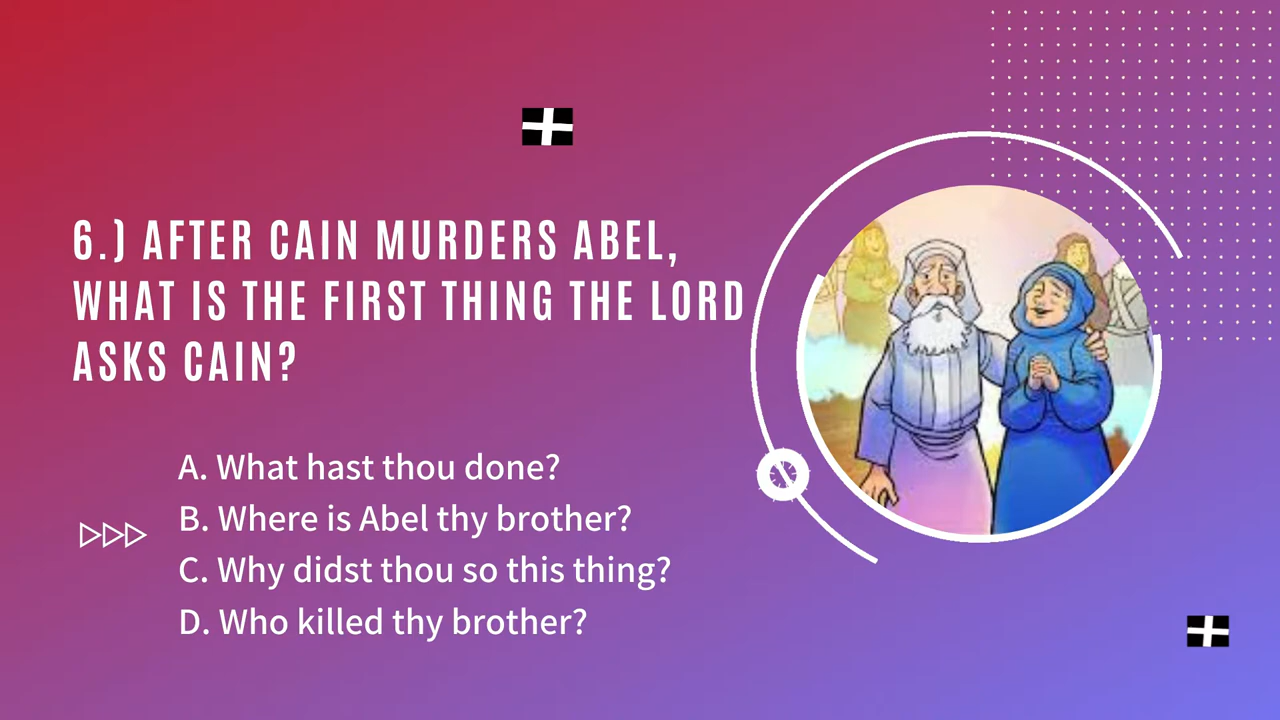 6.) AFTER CAIN MURDERS ABEL,
WHAT IS THE FIRST THING THE LORD
ASKS CAIN?
A. What hast thou done?
B. Where is Abel thy brother?
C. Why didst thou so this thing?
D. Who killed thy brother?